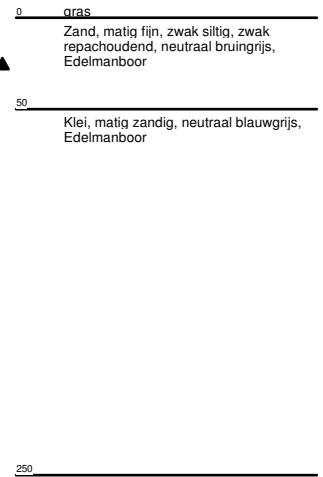 0 gras
Zand, matig fijn, zwak siltig, zwak
repachoudend, neutraal bruingrijs,
Edelmanboor
50
Klei, matig zandig, neutraal blauwgrijs,
Edelmanboor
250